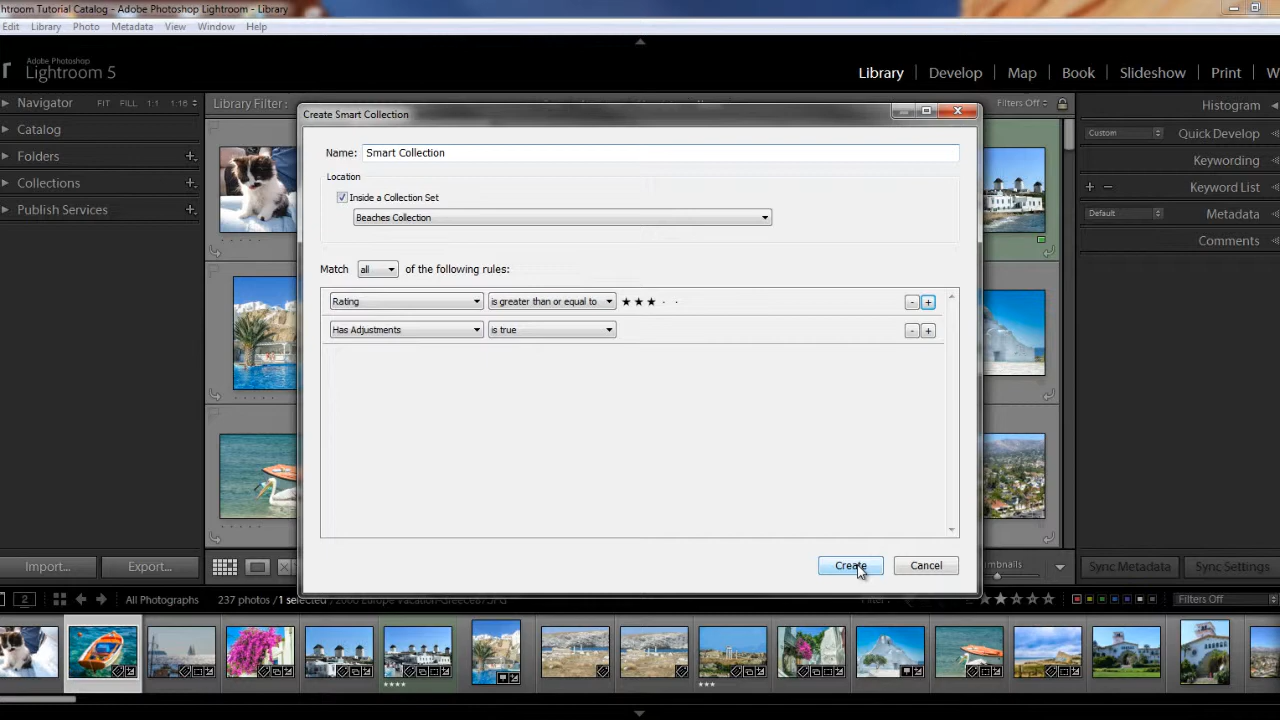 htroom Tutorial Catalog - Adobe Photoshop Lightroom - Library
Edit Library Photo Metadata View Window Help
Adobe Photoshop
Lightroom 5
Library | Develop | Map | Book | Slideshow | Print | W
Navigator FIT FILL 1:1 1:16
Library Filter :
Filters Off
Histogram
Create Smart Collection
Catalog
Custom
Quick Develop
Name: Smart Collection
Folders
Keywording
Location
Collections
Keyword List
Inside a Collection Set
Publish Services
Beaches Collection
Default
Metadata
Comments
Match all of the following rules:
Rating is greater than or equal to ★ ★ ★ · · - +
Has Adjustments is true - +
Import... Export...
Create Cancel
Sync Metadata Sync Settings
2 All Photographs 237 photos / 1 selected /
Filters Off